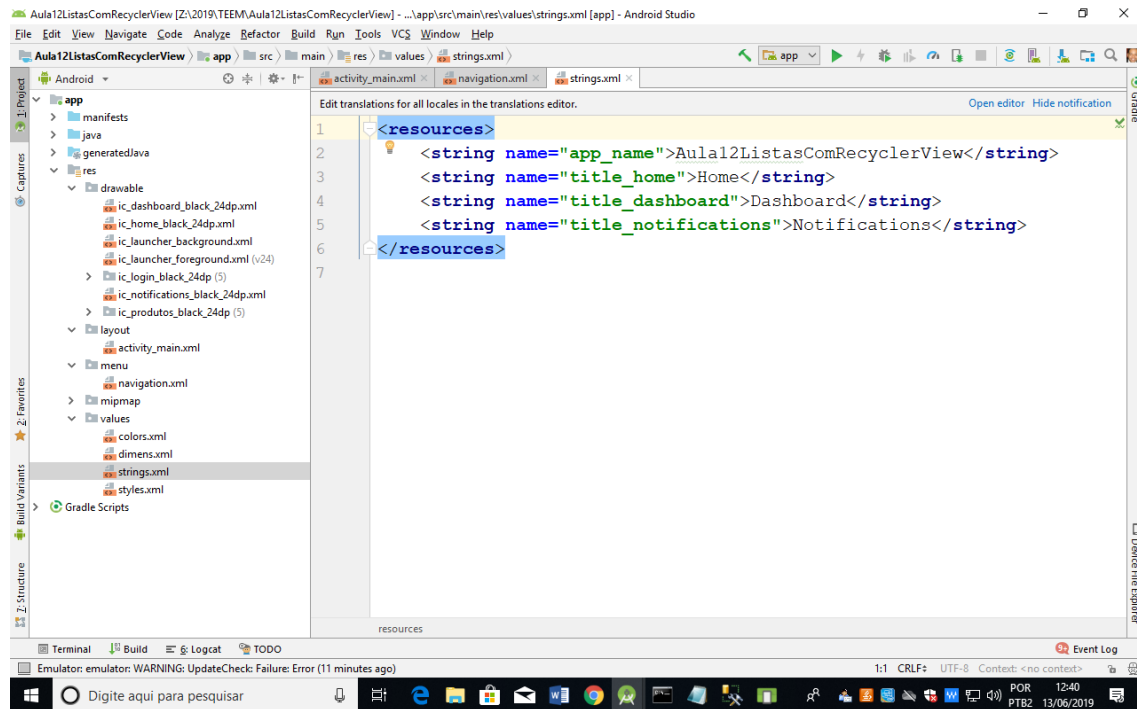 Aula12ListasComRecyclerView [Z:\2019\TEEM\Aula12ListasComRecyclerView] - ...\app\src\main\res\values\strings.xml [app] - Android Studio
File Edit View Navigate Code Analyze Refactor Build Run Tools VCS Window Help
Aula12ListasComRecyclerView app src main res values strings.xml app
1: Project
Captures
2: Favorites
Build Variants
7: Structure
Android
app
manifests
java
generatedJava
res
drawable
ic_dashboard_black_24dp.xml
ic_home_black_24dp.xml
ic_launcher_background.xml
ic_launcher_foreground.xml (v24)
ic_login_black_24dp (5)
ic_notifications_black_24dp.xml
ic_produtos_black_24dp (5)
layout
activity_main.xml
menu
navigation.xml
mipmap
values
colors.xml
dimens.xml
strings.xml
styles.xml
Gradle Scripts
activity_main.xml navigation.xml strings.xml
Edit translations for all locales in the translations editor. Open editor Hide notification
1 <resources>
2 <string name="app_name">Aula12ListasComRecyclerView</string>
3 <string name="title_home">Home</string>
4 <string name="title_dashboard">Dashboard</string>
5 <string name="title_notifications">Notifications</string>
6 </resources>
7
resources
Gradle
Device File Explorer
Terminal Build 6: Logcat TODO Event Log
Emulator: emulator: WARNING: UpdateCheck: Failure: Error (11 minutes ago) 1:1 CRLF UTF-8 Context: <no context>
Digite aqui para pesquisar
POR
PTB2
12:40
13/06/2019